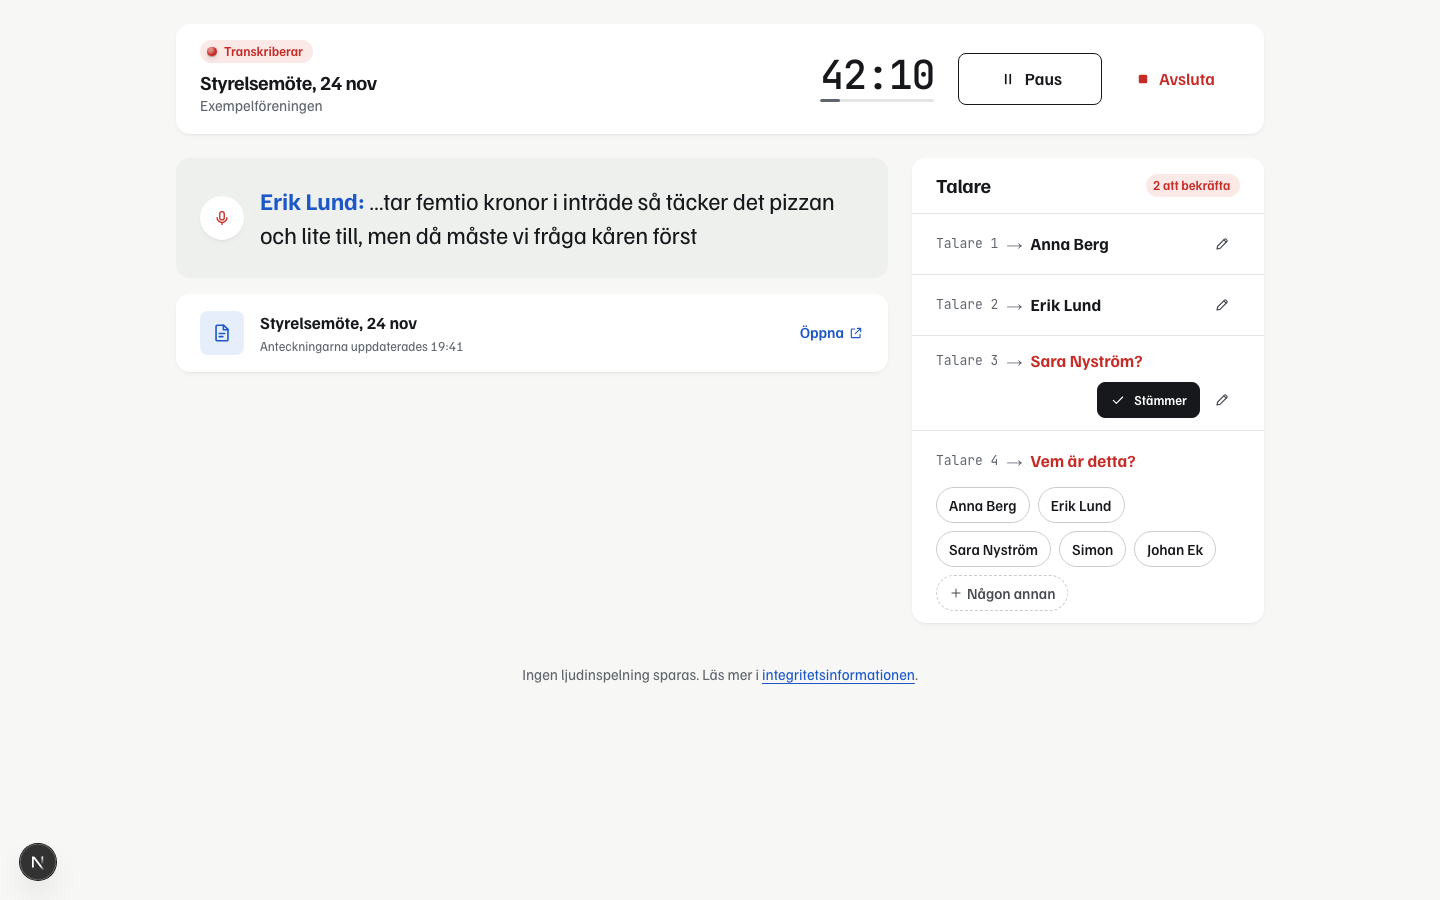 Transkriberar
Styrelsemöte, 24 nov
Exempelföreningen
42:10
Paus
Avsluta
Erik Lund: ...tar femtio kronor i inträde så täcker det pizzan
och lite till, men då måste vi fråga kåren först
Styrelsemöte, 24 nov
Anteckningarna uppdaterades 19:41
Öppna
Talare
2 att bekräfta
Talare 1 → Anna Berg
Talare 2 → Erik Lund
Talare 3 → Sara Nyström?
Stämmer
Talare 4 → Vem är detta?
Anna Berg
Erik Lund
Sara Nyström
Simon
Johan Ek
+ Någon annan
Ingen ljudinspelning sparas. Läs mer i integritetsinformationen.
N